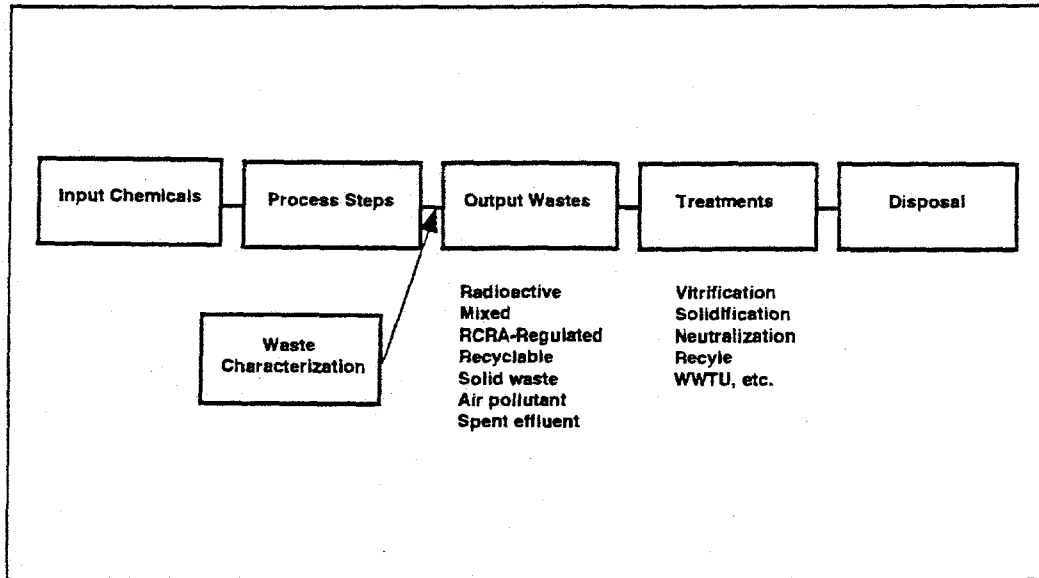 Input Chemicals
Process Steps
Output Wastes
Treatments
Disposal
Waste
Characterization
Radioactive
Mixed
RCRA-Regulated
Recyclable
Solid waste
Air pollutant
Spent effluent
Vitrification
Solidification
Neutralization
Recyle
WWTU, etc.